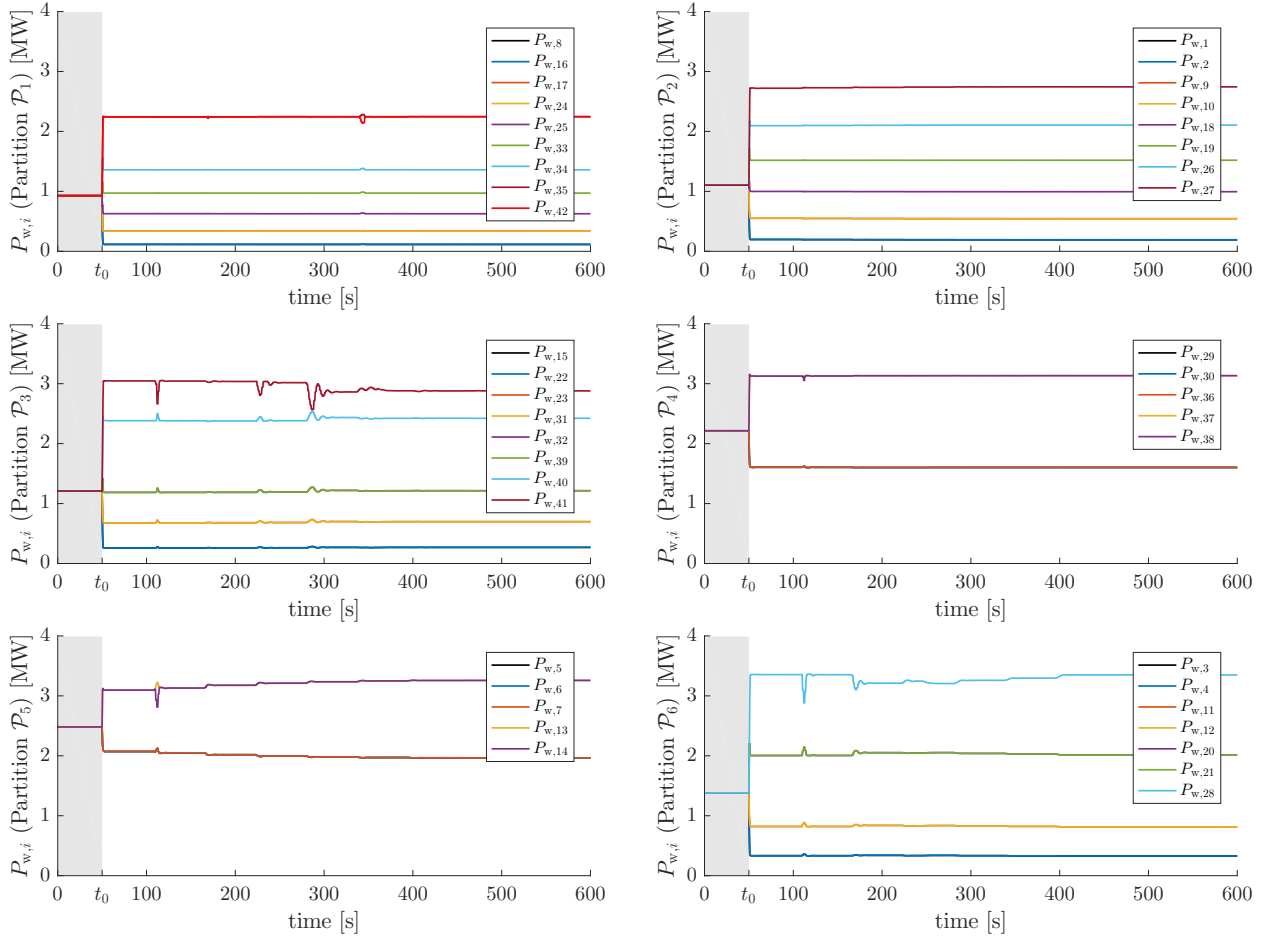 P_{w,i} (Partition 𝒫_1) [MW]
4
3
2
1
0
0 t_0 100 200 300 400 500 600
time [s]
P_{w,8}
P_{w,16}
P_{w,17}
P_{w,24}
P_{w,25}
P_{w,33}
P_{w,34}
P_{w,35}
P_{w,42}
P_{w,i} (Partition 𝒫_2) [MW]
4
3
2
1
0
0 t_0 100 200 300 400 500 600
time [s]
P_{w,1}
P_{w,2}
P_{w,9}
P_{w,10}
P_{w,18}
P_{w,19}
P_{w,26}
P_{w,27}
P_{w,i} (Partition 𝒫_3) [MW]
4
3
2
1
0
0 t_0 100 200 300 400 500 600
time [s]
P_{w,15}
P_{w,22}
P_{w,23}
P_{w,31}
P_{w,32}
P_{w,39}
P_{w,40}
P_{w,41}
P_{w,i} (Partition 𝒫_4) [MW]
4
3
2
1
0
0 t_0 100 200 300 400 500 600
time [s]
P_{w,29}
P_{w,30}
P_{w,36}
P_{w,37}
P_{w,38}
P_{w,i} (Partition 𝒫_5) [MW]
4
3
2
1
0
0 t_0 100 200 300 400 500 600
time [s]
P_{w,5}
P_{w,6}
P_{w,7}
P_{w,13}
P_{w,14}
P_{w,i} (Partition 𝒫_6) [MW]
4
3
2
1
0
0 t_0 100 200 300 400 500 600
time [s]
P_{w,3}
P_{w,4}
P_{w,11}
P_{w,12}
P_{w,20}
P_{w,21}
P_{w,28}